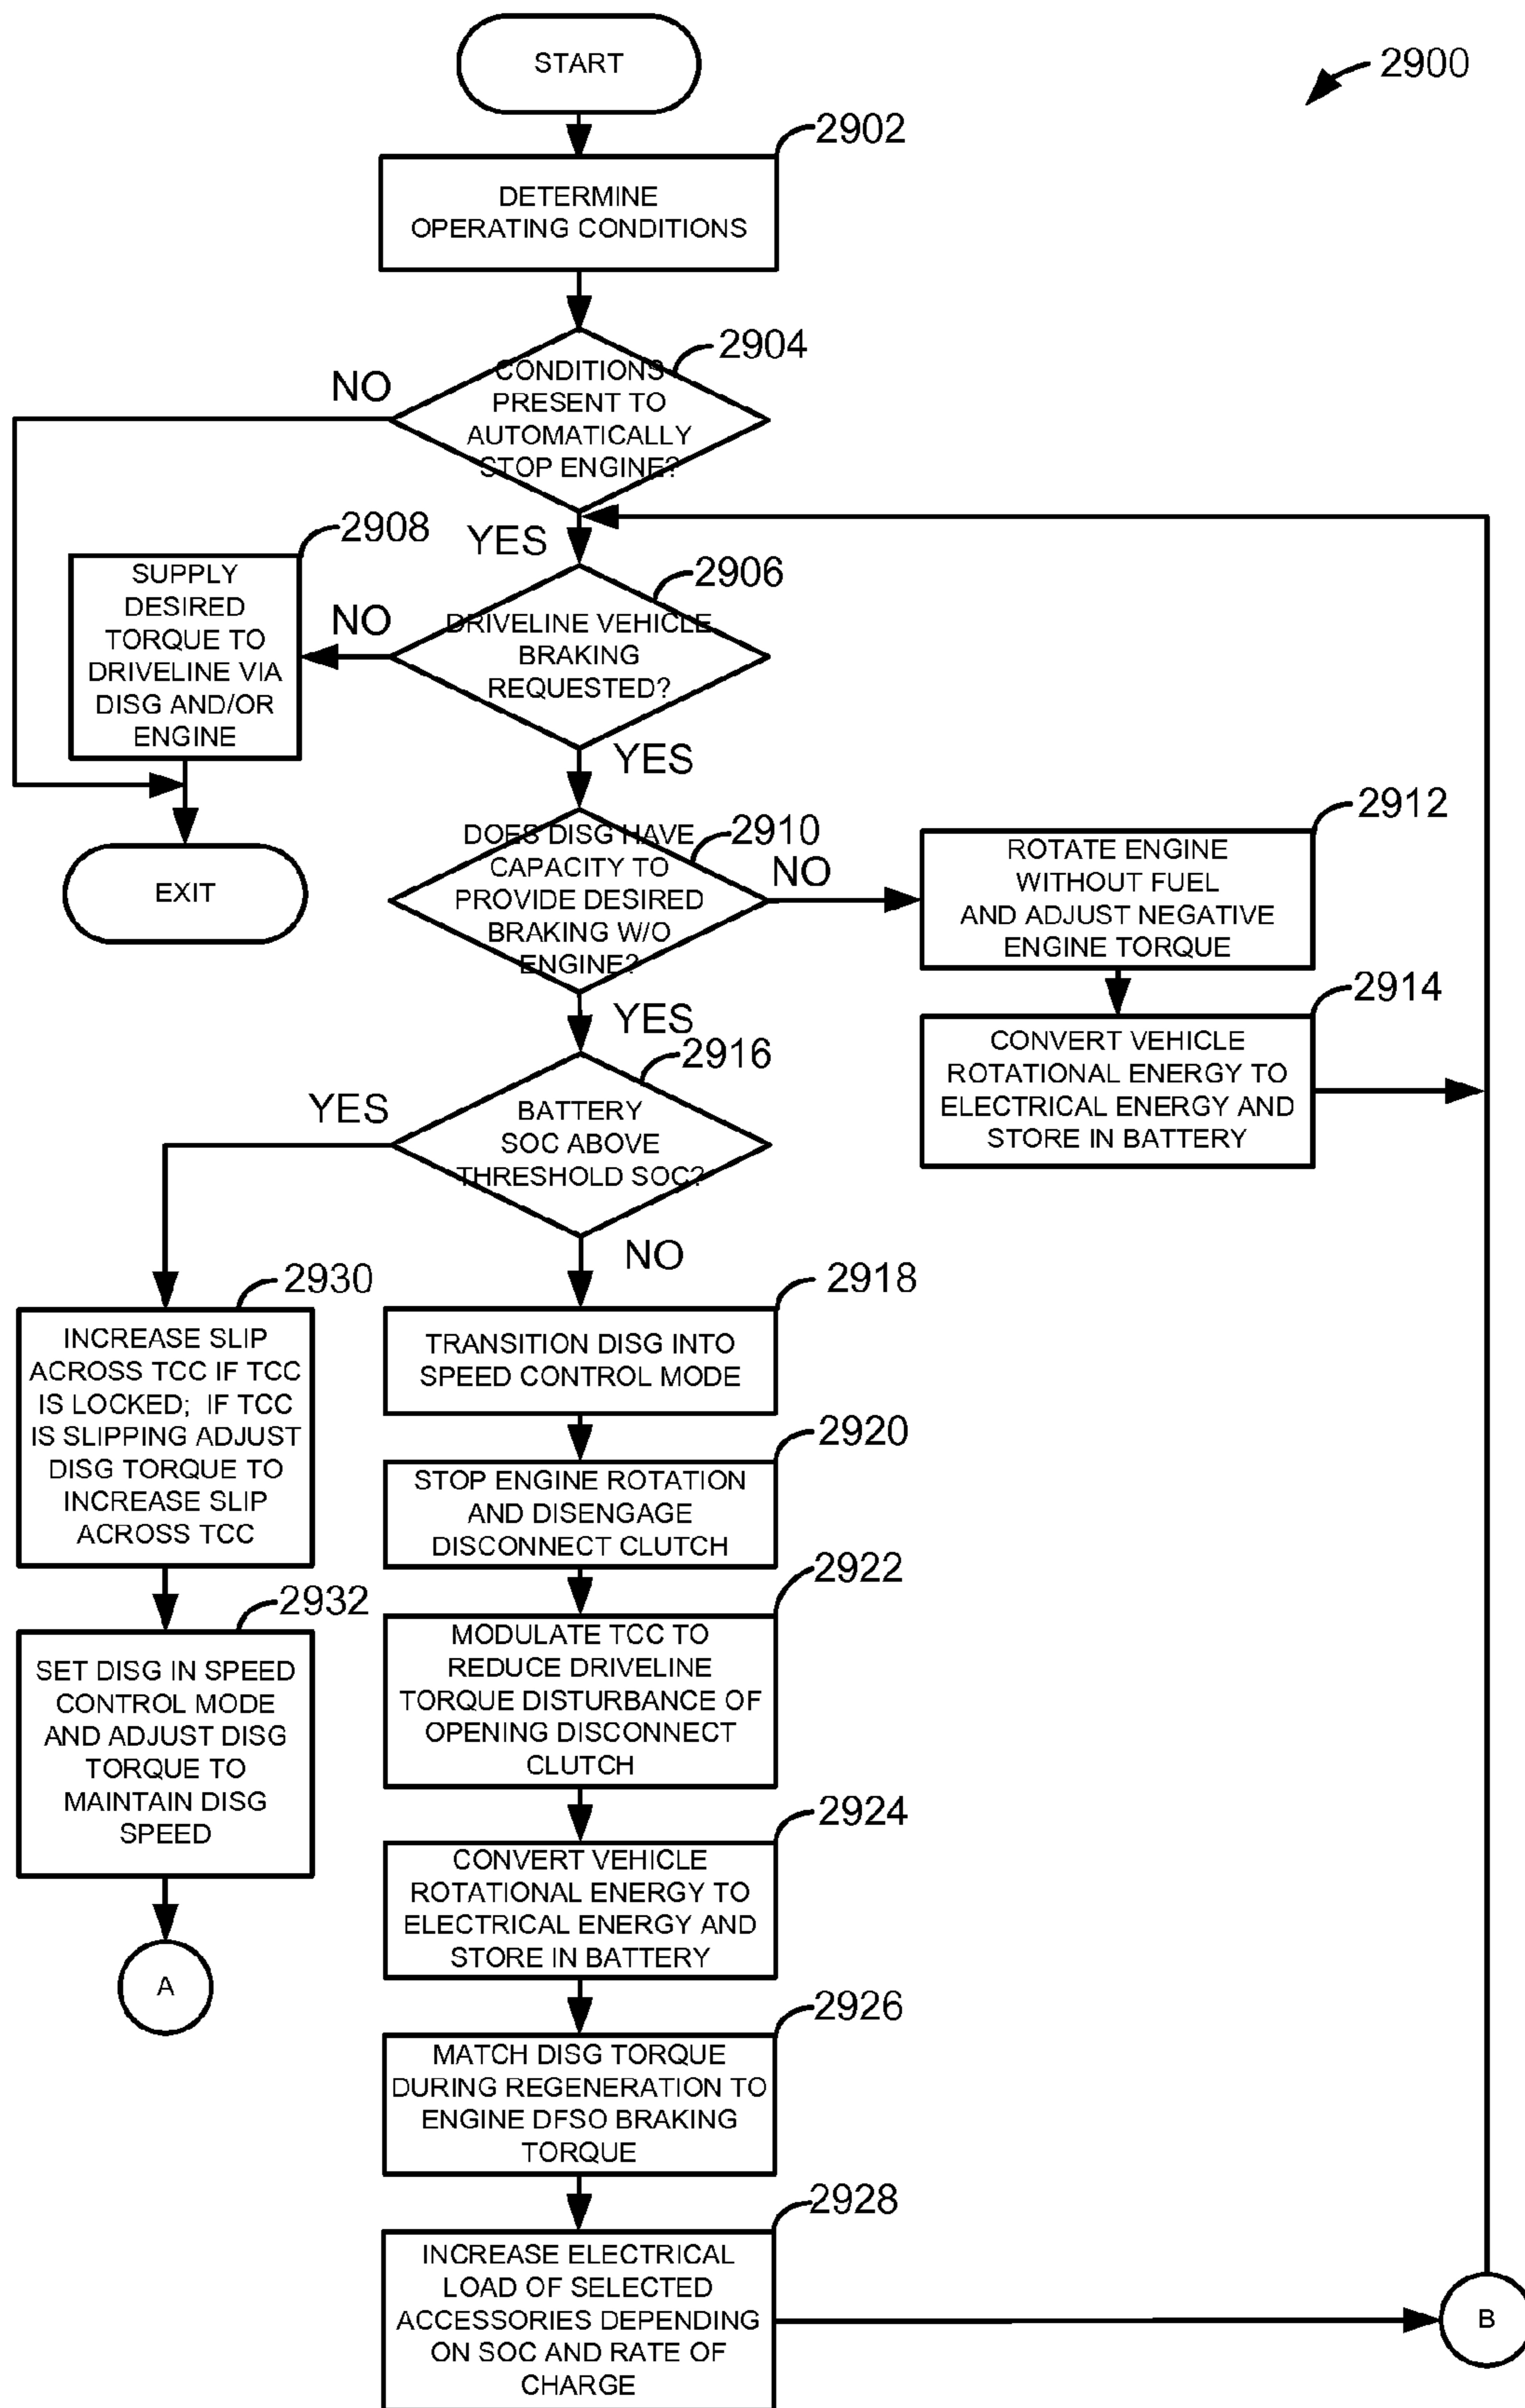 START
2900
2902
DETERMINE
OPERATING CONDITIONS
2904
CONDITIONS
PRESENT TO
AUTOMATICALLY
STOP ENGINE?
NO
YES
2908
SUPPLY
DESIRED
TORQUE TO
DRIVELINE VIA
DISG AND/OR
ENGINE
2906
DRIVELINE VEHICLE
BRAKING
REQUESTED?
NO
YES
EXIT
2910
DOES DISG HAVE
CAPACITY TO
PROVIDE DESIRED
BRAKING W/O
ENGINE?
NO
YES
2912
ROTATE ENGINE
WITHOUT FUEL
AND ADJUST NEGATIVE
ENGINE TORQUE
2914
CONVERT VEHICLE
ROTATIONAL ENERGY TO
ELECTRICAL ENERGY AND
STORE IN BATTERY
2916
BATTERY
SOC ABOVE
THRESHOLD SOC?
YES
NO
2930
INCREASE SLIP
ACROSS TCC IF TCC
IS LOCKED; IF TCC
IS SLIPPING ADJUST
DISG TORQUE TO
INCREASE SLIP
ACROSS TCC
2932
SET DISG IN SPEED
CONTROL MODE
AND ADJUST DISG
TORQUE TO
MAINTAIN DISG
SPEED
A
2918
TRANSITION DISG INTO
SPEED CONTROL MODE
2920
STOP ENGINE ROTATION
AND DISENGAGE
DISCONNECT CLUTCH
2922
MODULATE TCC TO
REDUCE DRIVELINE
TORQUE DISTURBANCE OF
OPENING DISCONNECT
CLUTCH
2924
CONVERT VEHICLE
ROTATIONAL ENERGY TO
ELECTRICAL ENERGY AND
STORE IN BATTERY
2926
MATCH DISG TORQUE
DURING REGENERATION TO
ENGINE DFSO BRAKING
TORQUE
2928
INCREASE ELECTRICAL
LOAD OF SELECTED
ACCESSORIES DEPENDING
ON SOC AND RATE OF
CHARGE
B